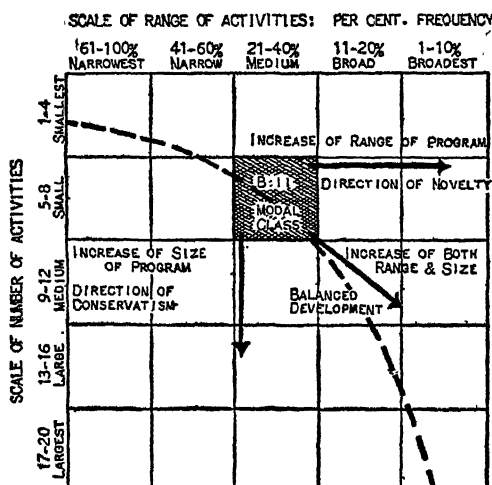 SCALE OF RANGE OF ACTIVITIES: PER CENT. FREQUENCY
61-100% 41-60% 21-40% 11-20% 1-10%
NARROWEST NARROW MEDIUM BROAD BROADEST
SCALE OF NUMBER OF ACTIVITIES
1-4
SMALLEST
5-8
SMALL
9-12
MEDIUM
13-16
LARGE
17-20
LARGEST
INCREASE OF RANGE OF PROGRAM
DIRECTION OF NOVELTY
B:11
MODAL
CLASS
INCREASE OF SIZE
OF PROGRAM
DIRECTION OF
CONSERVATISM
INCREASE OF BOTH
RANGE & SIZE
BALANCED
DEVELOPMENT